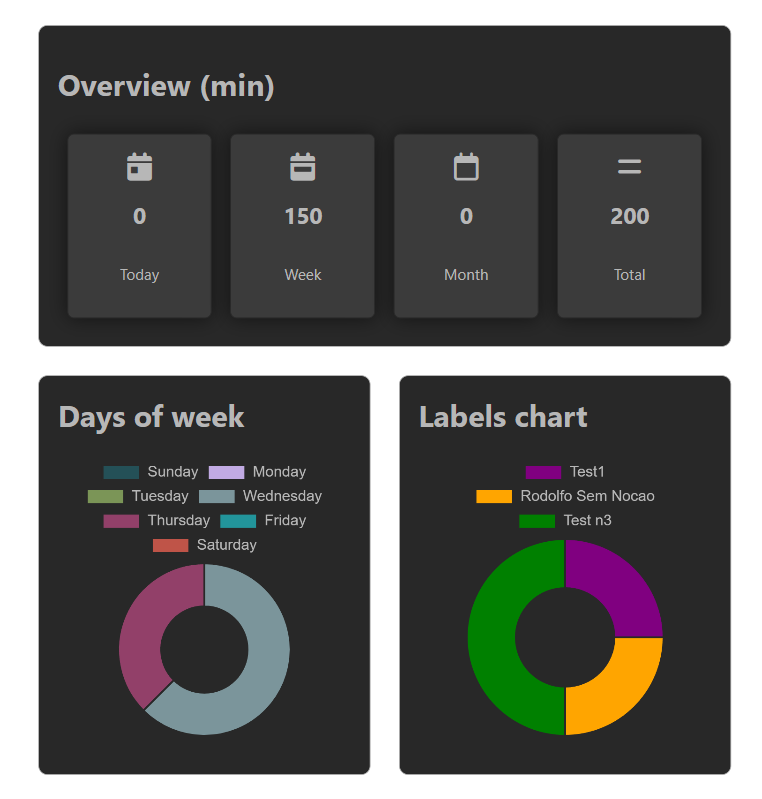 Overview (min)
0 150 0 200
Today Week Month Total
Days of week
Sunday Monday
Tuesday Wednesday
Thursday Friday
Saturday
Labels chart
Test1
Rodolfo Sem Nocao
Test n3